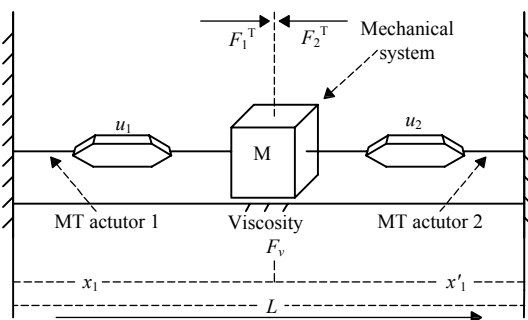 F₁ᵀ F₂ᵀ
Mechanical
system
u₁ u₂
M
MT actutor 1 Viscosity MT actutor 2
Fᵥ
x₁ x'₁
L